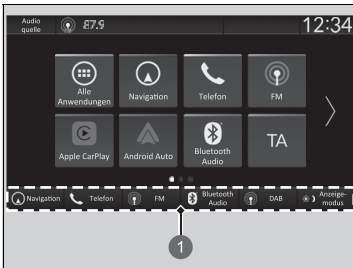 Audio
quelle
87.9
12:34
Alle
Anwendungen
Navigation
Telefon
FM
Apple CarPlay
Android Auto
Bluetooth
Audio
TA
Navigation
Telefon
FM
Bluetooth
Audio
DAB
Anzeige-
modus
1